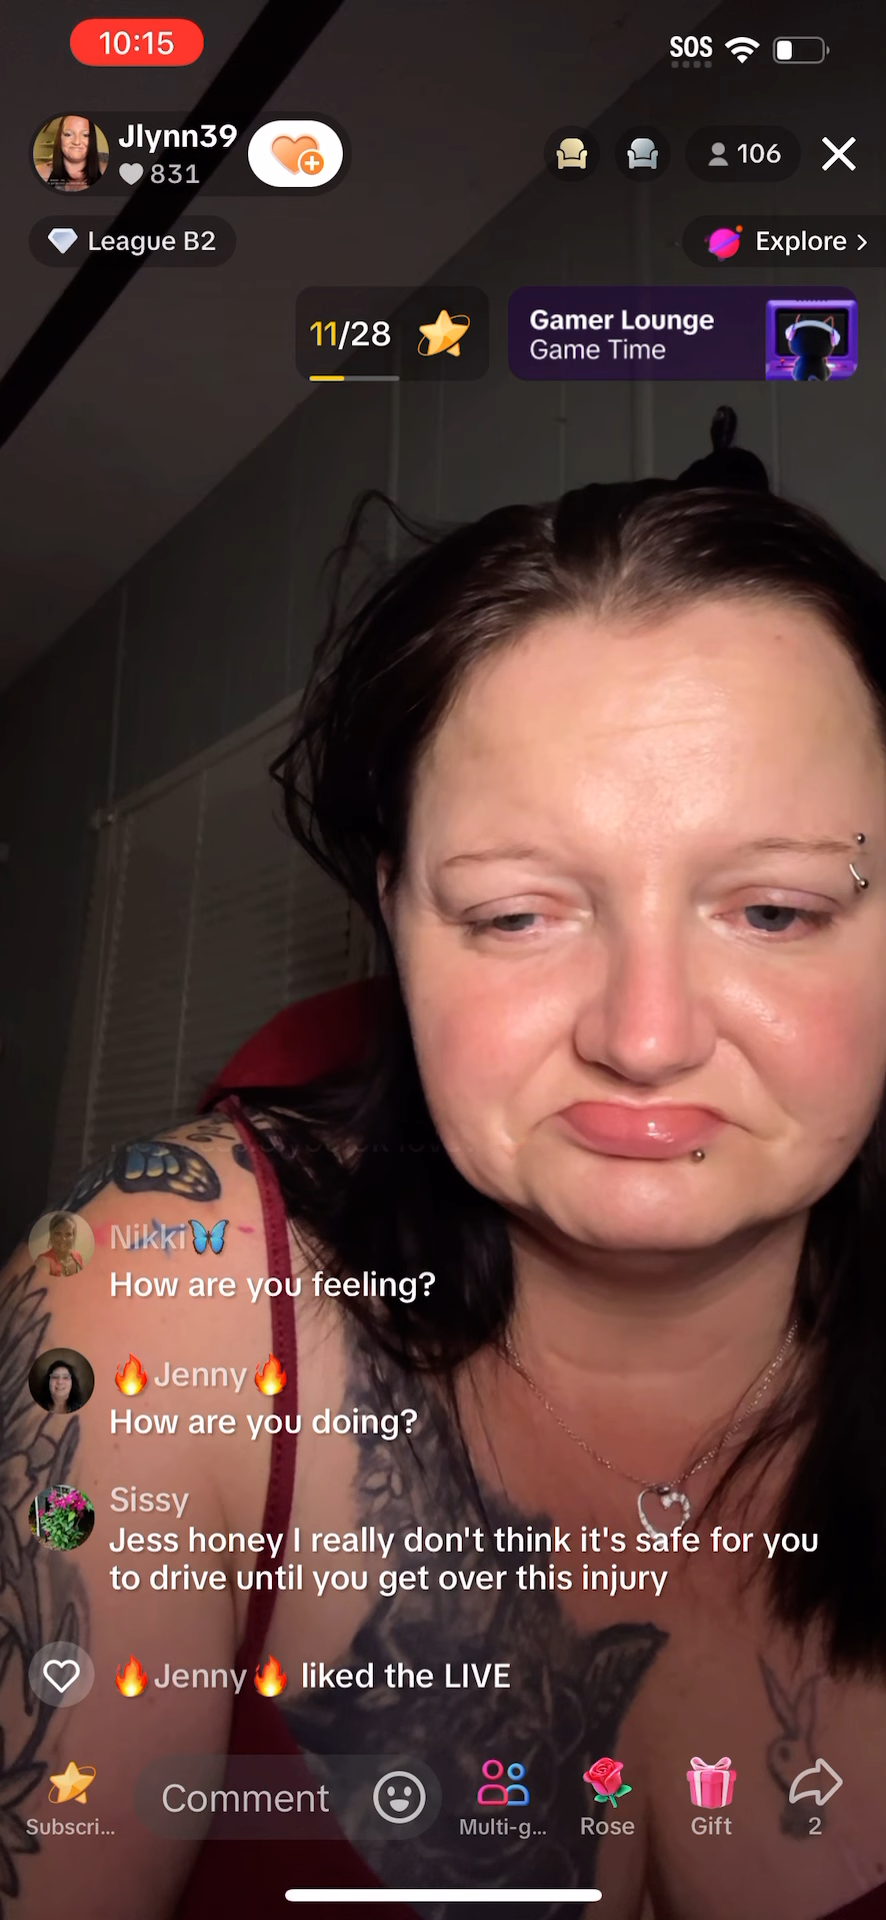 10:15
SOS
Jlynn39
831
106
League B2
Explore >
11/28
Gamer Lounge
Game Time
Nikki🦋
How are you feeling?
🔥Jenny🔥
How are you doing?
Sissy
Jess honey I really don't think it's safe for you
to drive until you get over this injury
🔥Jenny🔥 liked the LIVE
Comment
Subscri...
Multi-g...
Rose
Gift
2